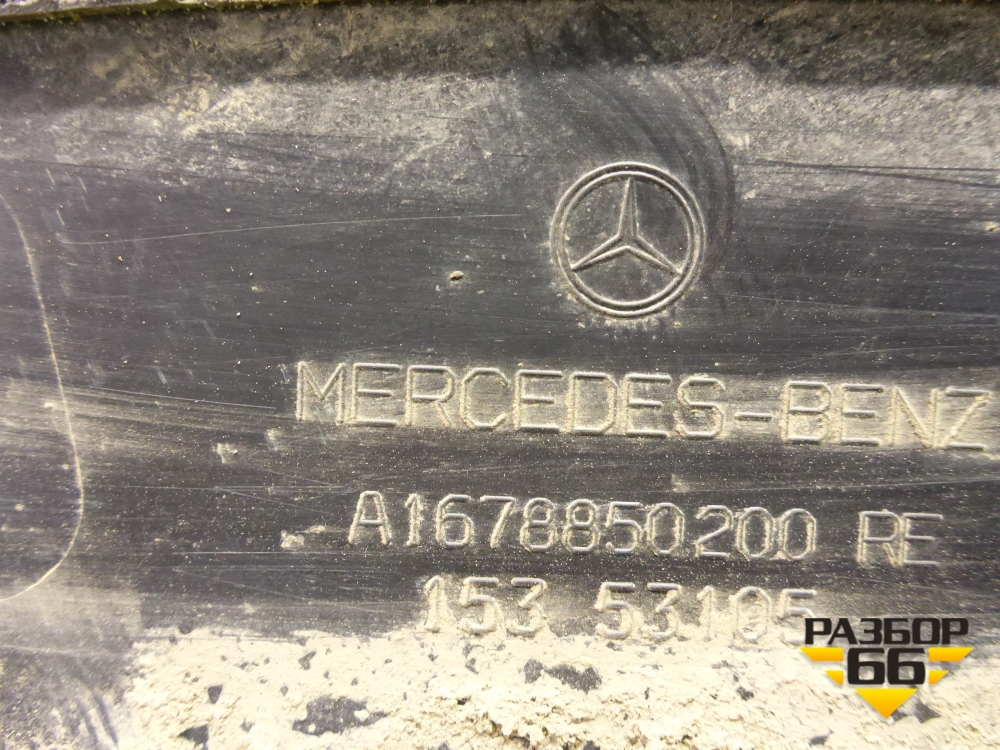 MERCEDES-BENZ
A1678850200 RE
153 53105
РАЗБОР
66